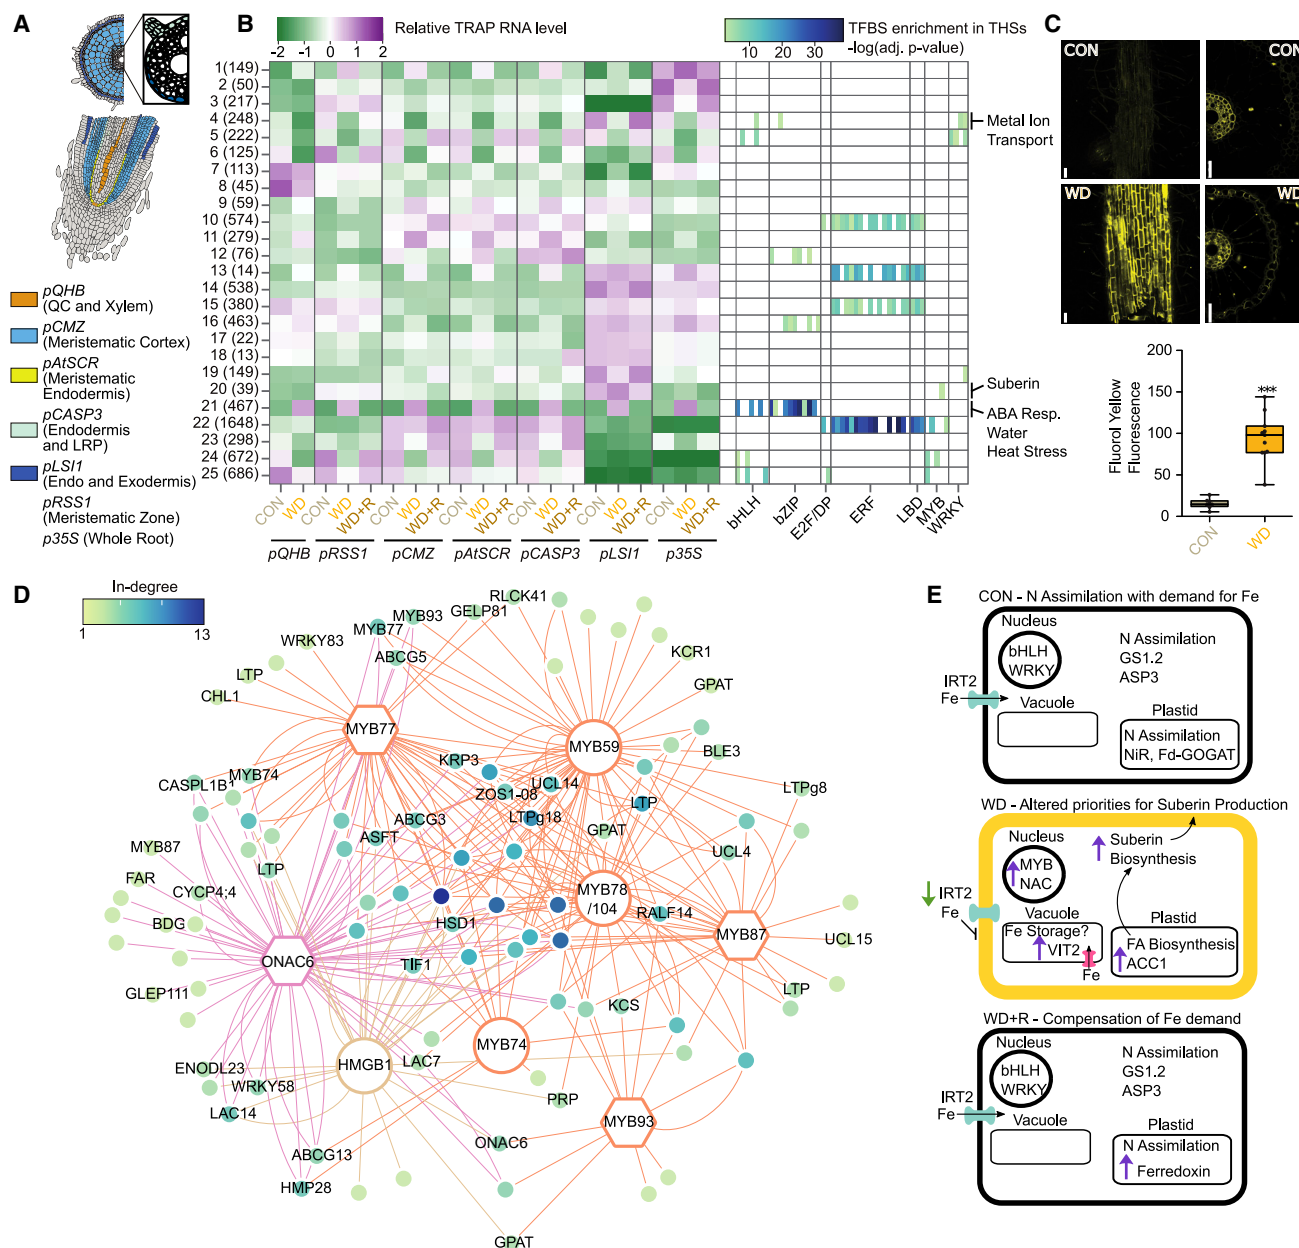 A
pQHB
(QC and Xylem)
pCMZ
(Meristematic Cortex)
pAtSCR
(Meristematic
Endodermis)
pCASP3
(Endodermis
and LRP)
pLSI1
(Endo and Exodermis)
pRSS1
(Meristematic Zone)
p35S (Whole Root)
B
Relative TRAP RNA level
-2 -1 0 1 2
TFBS enrichment in THSs
-log(adj. p-value)
10 20 30
1(149)
2 (50)
3 (217)
4 (248)
5 (222)
6 (125)
7 (113)
8 (45)
9 (59)
10 (574)
11 (279)
12 (76)
13 (14)
14 (538)
15 (380)
16 (463)
17 (22)
18 (13)
19 (149)
20 (39)
21 (467)
22 (1648)
23 (298)
24 (672)
25 (686)
Metal Ion
Transport
Suberin
ABA Resp.
Water
Heat Stress
CON WD CON WD WD+R CON WD WD+R CON WD WD+R CON WD WD+R CON WD WD+R CON WD WD+R
pQHB pRSS1 pCMZ pAtSCR pCASP3 pLSI1 p35S
bHLH bZIP E2F/DP ERF LBD MYB WRKY
C
CON CON
WD WD
Fluorol Yellow
Fluorescence
200
150
100
50
0
***
CON WD
D
In-degree
1 13
RLCK41
GELP81
MYB93
MYB77
WRKY83
ABCG5
KCR1
LTP
GPAT
CHL1
MYB77
MYB59
BLE3
KRP3
MYB74
CASPL1B1
UCL14
ZOS1-08
LTP
LTPg8
LTPg18
ABCG3
ASFT
GPAT
MYB87
UCL4
LTP
FAR
CYCP4;4
MYB78
/104
HSD1
RALF14
BDG
MYB87
UCL15
ONAC6
TIF1
LTP
GLEP111
KCS
MYB74
HMGB1
LAC7
ENODL23
WRKY58
PRP
LAC14
MYB93
ONAC6
ABCG13
HMP28
GPAT
E
CON - N Assimilation with demand for Fe
Nucleus
bHLH
WRKY
N Assimilation
GS1.2
ASP3
IRT2
Fe
Vacuole
Plastid
N Assimilation
NiR, Fd-GOGAT
WD - Altered priorities for Suberin Production
Nucleus
MYB
NAC
Suberin
Biosynthesis
IRT2
Fe
Vacuole
Fe Storage?
VIT2
Fe
Plastid
FA Biosynthesis
ACC1
WD+R - Compensation of Fe demand
Nucleus
bHLH
WRKY
N Assimilation
GS1.2
ASP3
IRT2
Fe
Vacuole
Plastid
N Assimilation
Ferredoxin